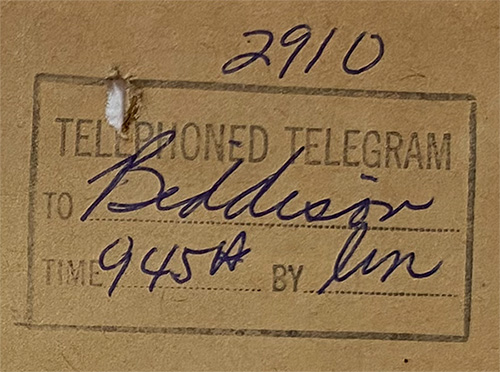 2910
TELEPHONED TELEGRAM
TO Beddison
TIME 945A BY